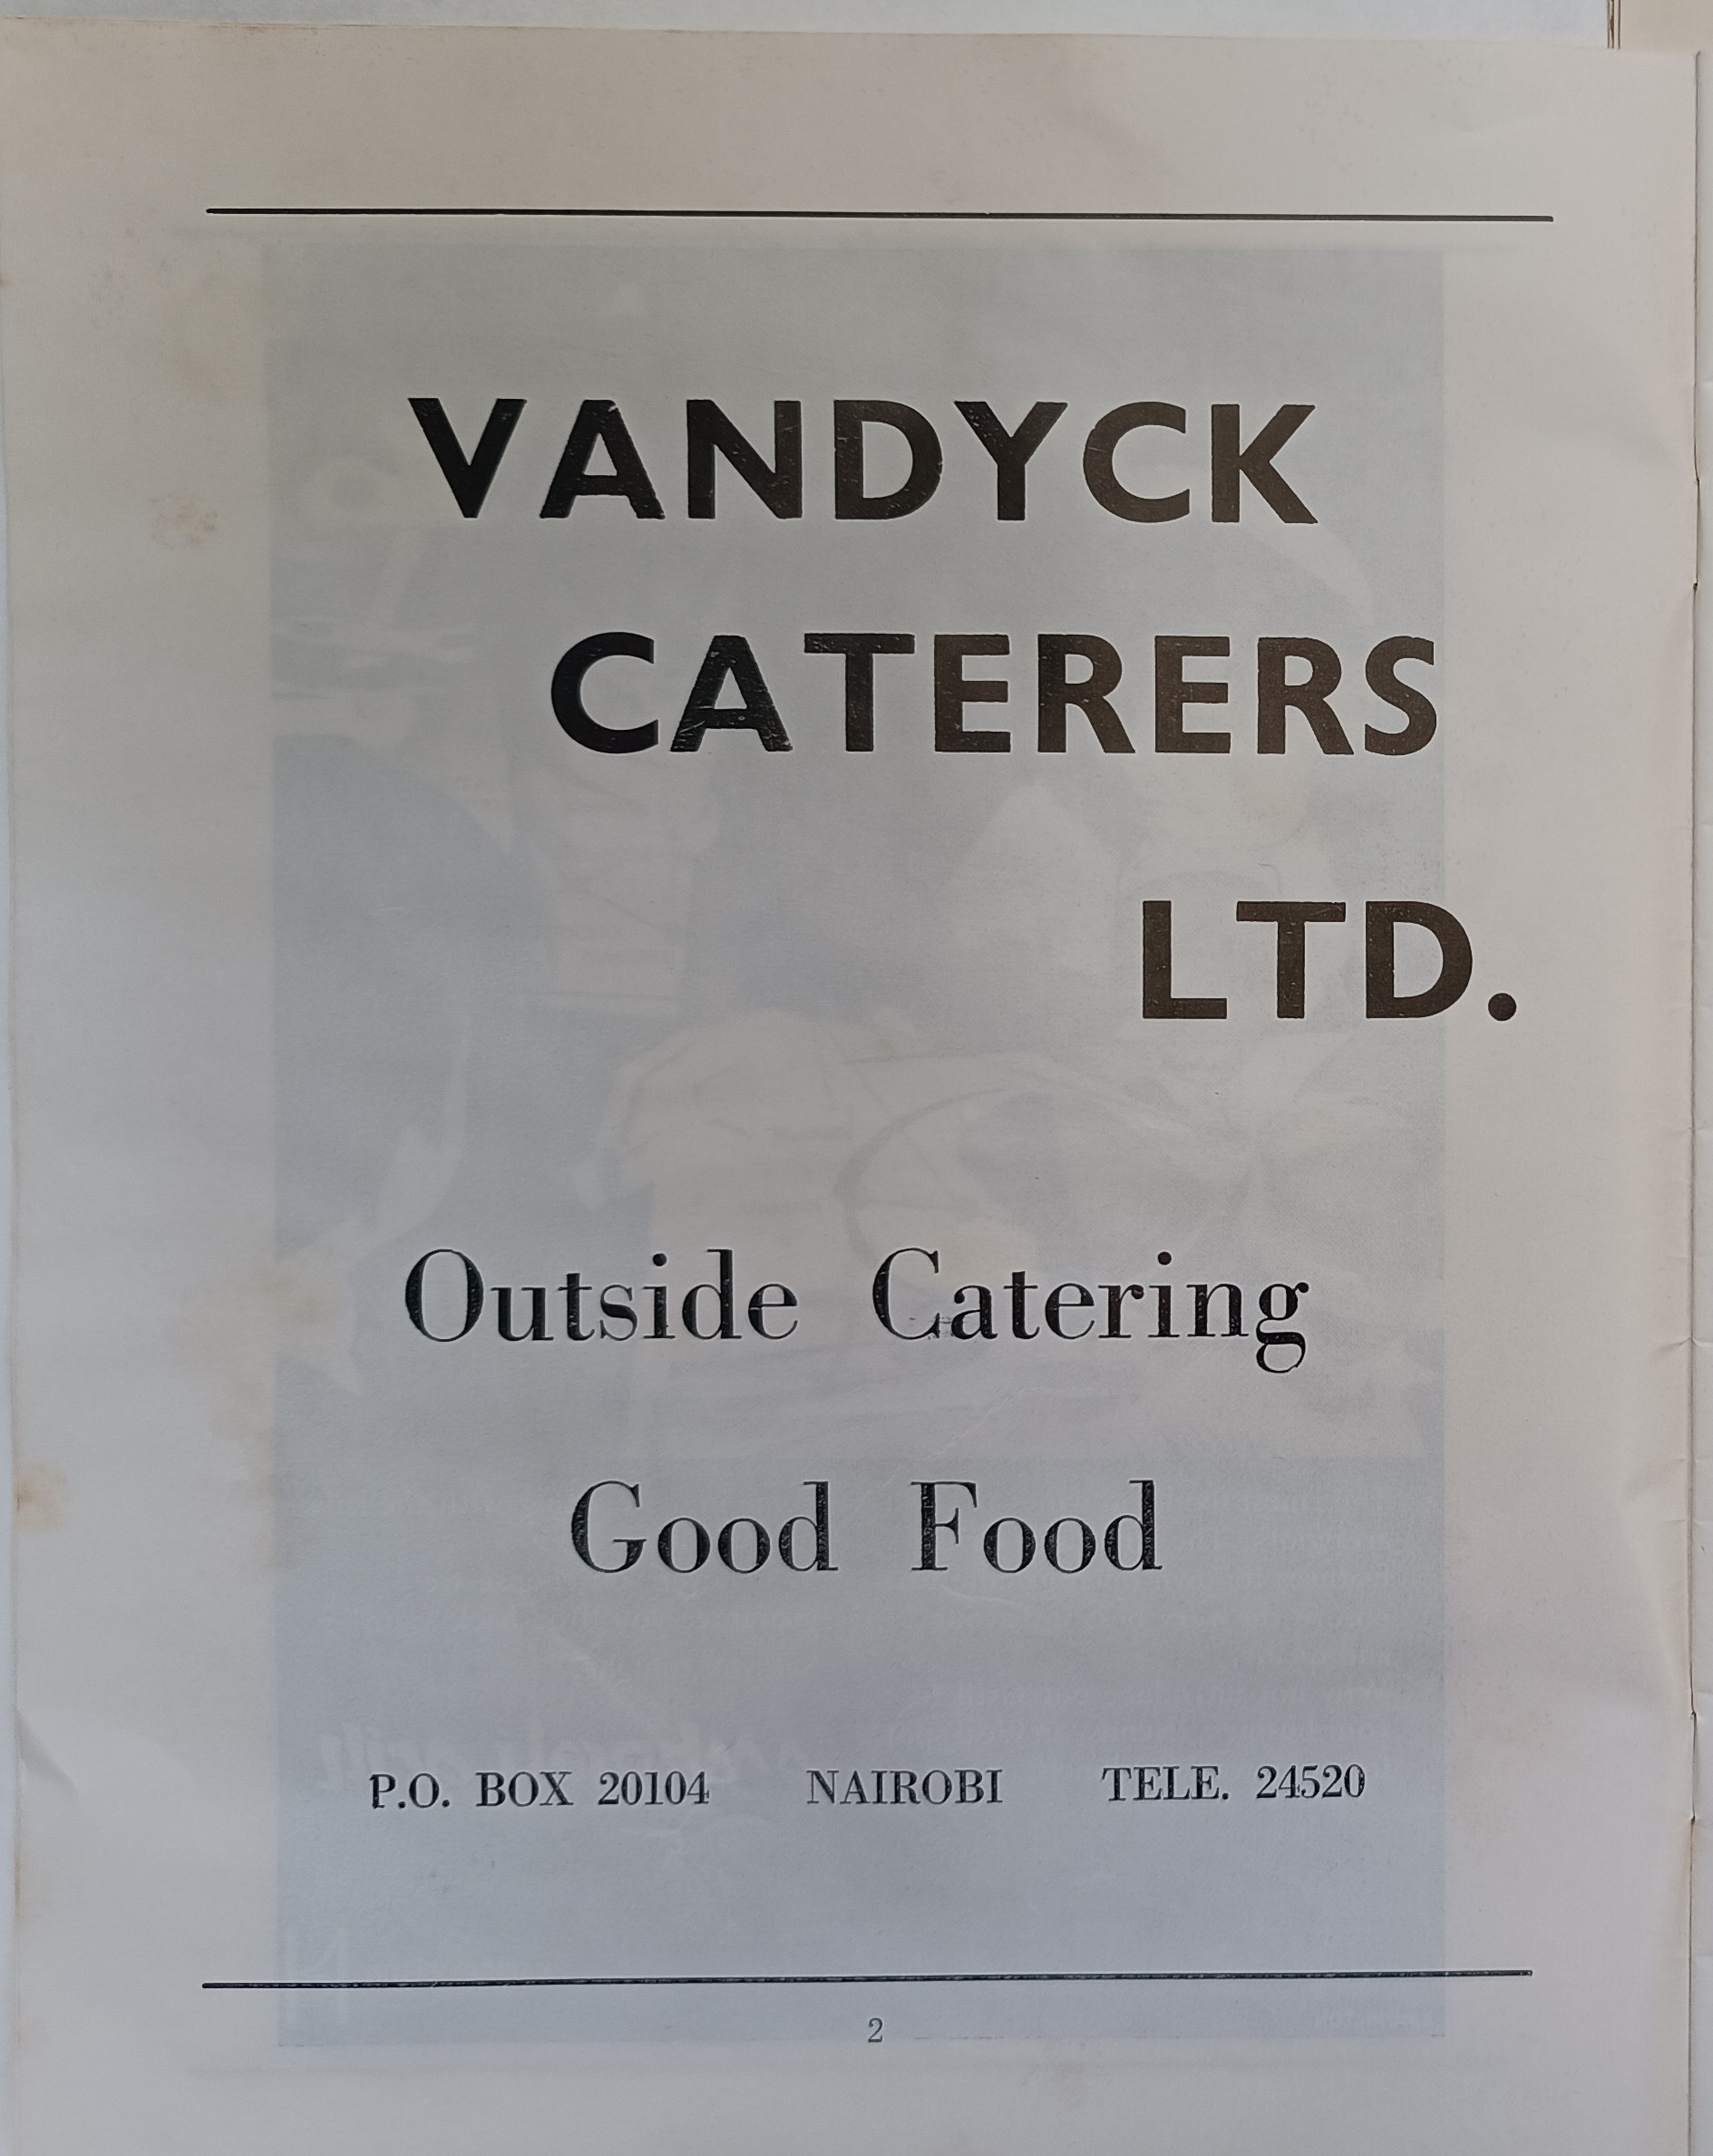 VANDYCK
CATERERS
LTD.
Outside Catering
Good Food
P.O. BOX 20104 NAIROBI TELE. 24520
2